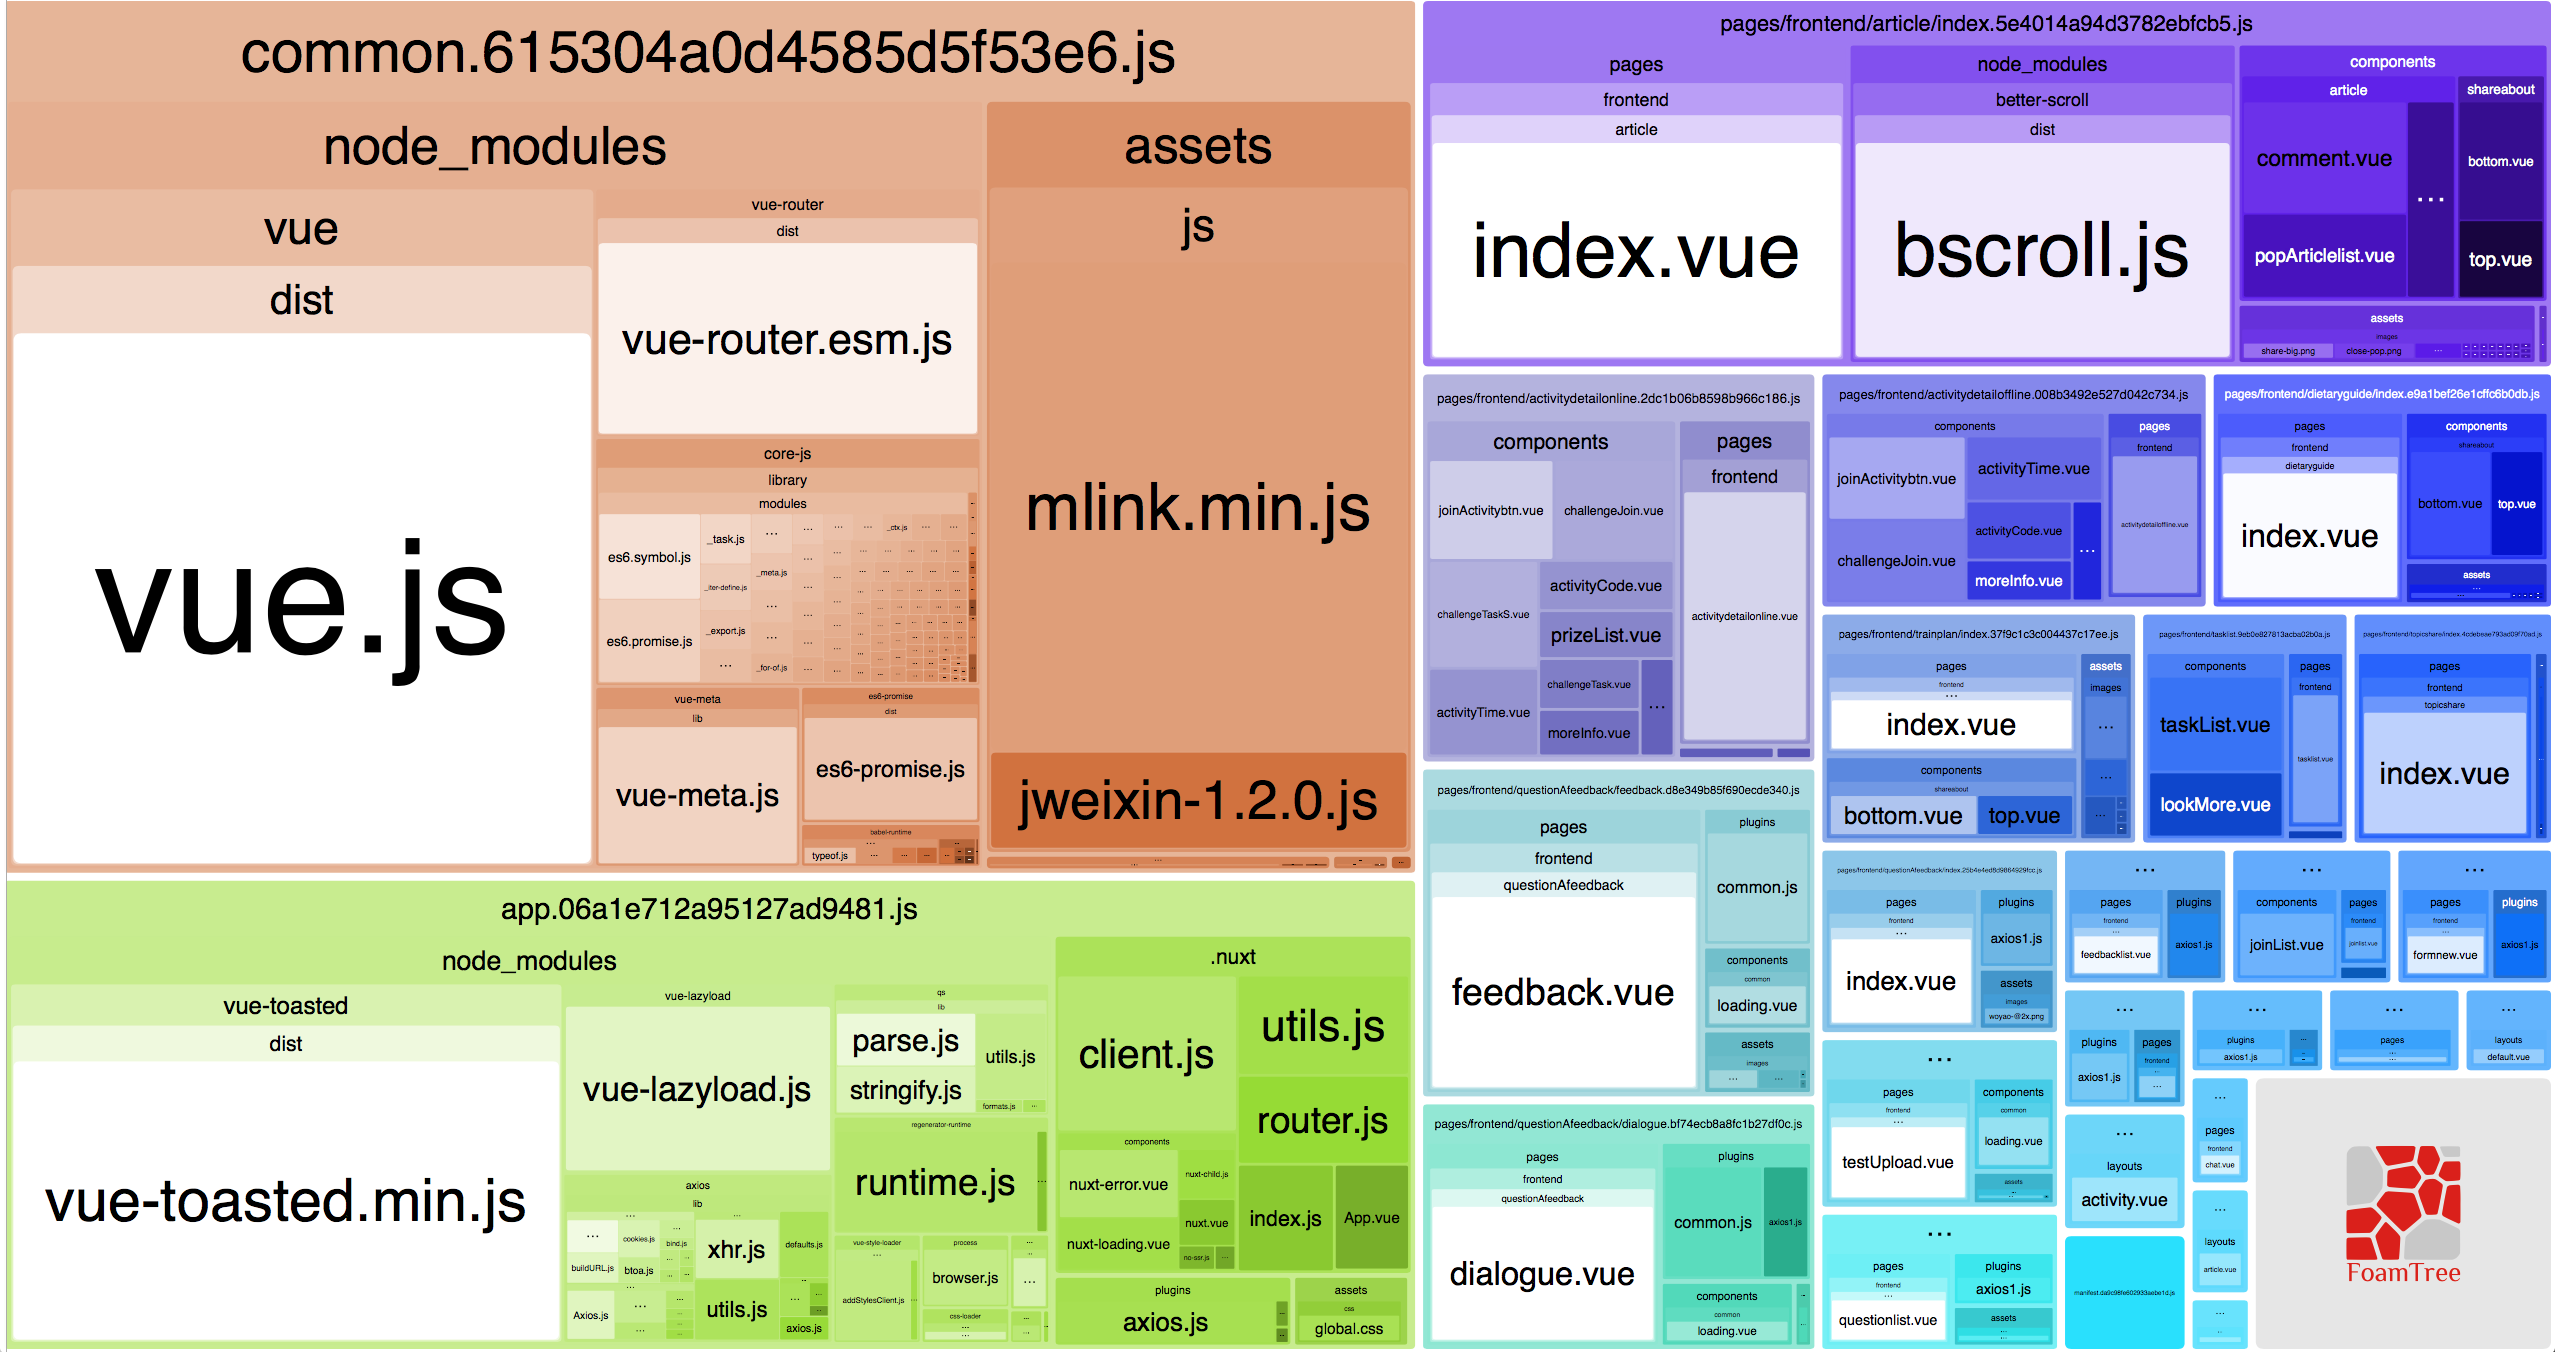 common.615304a0d4585d5f53e6.js
node_modules
vue
dist
vue.js
vue-router
dist
vue-router.esm.js
core-js
library
modules
es6.symbol.js
es6.promise.js
_task.js
_iter-define.js
_export.js
...
...
_meta.js
...
...
_for-of.js
_ctx.js
vue-meta
lib
vue-meta.js
es6-promise
dist
es6-promise.js
babel-runtime
...
typeof.js
assets
js
mlink.min.js
jweixin-1.2.0.js
app.06a1e712a95127ad9481.js
node_modules
vue-toasted
dist
vue-toasted.min.js
vue-lazyload
vue-lazyload.js
axios
lib
...
...
buildURL.js
cookies.js
btoa.js
...
bind.js
...
Axios.js
...
...
xhr.js
utils.js
defaults.js
...
axios.js
qs
lib
parse.js
stringify.js
utils.js
formats.js
...
regenerator-runtime
runtime.js
vue-style-loader
...
addStylesClient.js
process
browser.js
css-loader
...
...
.nuxt
client.js
utils.js
router.js
components
nuxt-error.vue
nuxt-loading.vue
nuxt-child.js
nuxt.vue
no-ssr.js
...
index.js
App.vue
plugins
axios.js
assets
css
global.css
pages/frontend/article/index.5e4014a94d3782ebfcb5.js
pages
frontend
article
index.vue
node_modules
better-scroll
dist
bscroll.js
components
article
comment.vue
popArticlelist.vue
...
shareabout
bottom.vue
top.vue
assets
images
share-big.png
close-pop.png
...
pages/frontend/activitydetailonline.2dc1b06b8598b966c186.js
components
joinActivitybtn.vue
challengeJoin.vue
challengeTaskS.vue
activityTime.vue
activityCode.vue
prizeList.vue
challengeTask.vue
moreInfo.vue
...
pages
frontend
activitydetailonline.vue
pages/frontend/activitydetailoffline.008b3492e527d042c734.js
components
joinActivitybtn.vue
challengeJoin.vue
activityTime.vue
activityCode.vue
moreInfo.vue
...
pages
frontend
activitydetailoffline.vue
pages/frontend/dietaryguide/index.e9a1bef26e1cffc6b0db.js
pages
frontend
dietaryguide
index.vue
components
shareabout
bottom.vue
top.vue
assets
...
pages/frontend/trainplan/index.37f9c1c3c004437c17ee.js
pages
frontend
...
index.vue
components
shareabout
bottom.vue
top.vue
assets
images
...
...
...
pages/frontend/tasklist.9eb0e827813acba02b0a.js
components
taskList.vue
lookMore.vue
pages
frontend
tasklist.vue
pages/frontend/topicshare/index.4cdebeae793ad09f70ad.js
pages
frontend
topicshare
index.vue
pages/frontend/questionAfeedback/feedback.d8e349b85f690ecde340.js
pages
frontend
questionAfeedback
feedback.vue
plugins
common.js
components
common
loading.vue
assets
images
...
...
pages/frontend/questionAfeedback/dialogue.bf74ecb8a8fc1b27df0c.js
pages
frontend
questionAfeedback
dialogue.vue
plugins
common.js
axios1.js
components
common
loading.vue
pages/frontend/questionAfeedback/index.25b4e4ed8d9864929fcc.js
pages
frontend
...
index.vue
plugins
axios1.js
assets
images
woyao-@2x.png
...
pages
frontend
...
feedbacklist.vue
plugins
axios1.js
...
components
joinList.vue
pages
frontend
joinlist.vue
...
pages
frontend
...
formnew.vue
plugins
axios1.js
...
plugins
axios1.js
pages
frontend
...
...
...
plugins
axios1.js
...
pages
...
...
layouts
default.vue
...
pages
frontend
...
testUpload.vue
components
common
loading.vue
assets
...
...
layouts
activity.vue
...
pages
frontend
chat.vue
...
layouts
article.vue
...
pages
frontend
...
questionlist.vue
plugins
axios1.js
assets
...
manifest.da9c98fe602933aebe1d.js
...
FoamTree